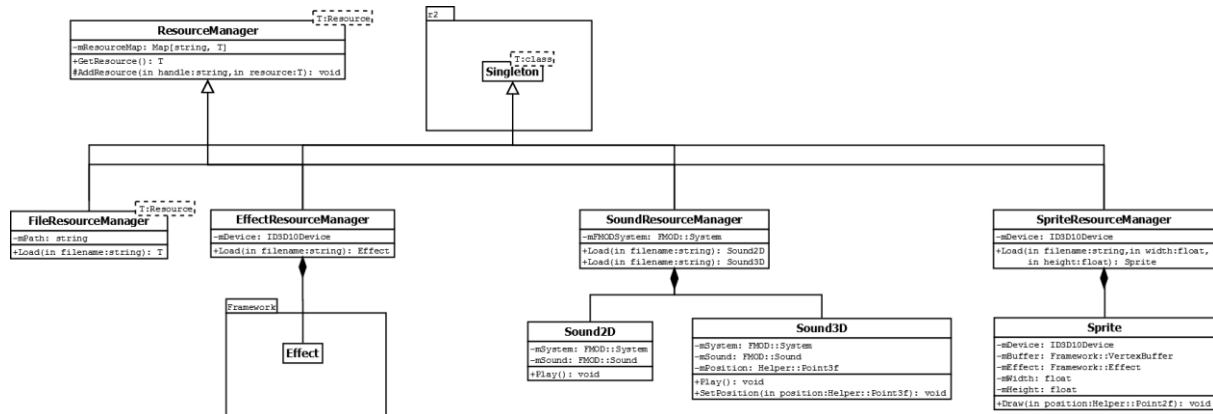 T:Resource
ResourceManager
-mResourceMap: Map[string, T]
+GetResource(): T
#AddResource(in handle:string,in resource:T): void
r2
T:class
Singleton
T:Resource
FileResourceManager
-mPath: string
+Load(in filename:string): T
EffectResourceManager
-mDevice: ID3D10Device
+Load(in filename:string): Effect
SoundResourceManager
-mFMODSystem: FMOD::System
+Load(in filename:string): Sound2D
+Load(in filename:string): Sound3D
SpriteResourceManager
-mDevice: ID3D10Device
+Load(in filename:string,in width:float,
in height:float): Sprite
Framework
Effect
Sound2D
-mSystem: FMOD::System
-mSound: FMOD::Sound
+Play(): void
Sound3D
-mSystem: FMOD::System
-mSound: FMOD::Sound
-mPosition: Helper::Point3f
+Play(): void
+SetPosition(in position:Helper::Point3f): void
Sprite
-mDevice: ID3D10Device
-mBuffer: Framework::VertexBuffer
-mEffect: Framework::Effect
-mWidth: float
-mHeight: float
+Draw(in position:Helper::Point2f): void